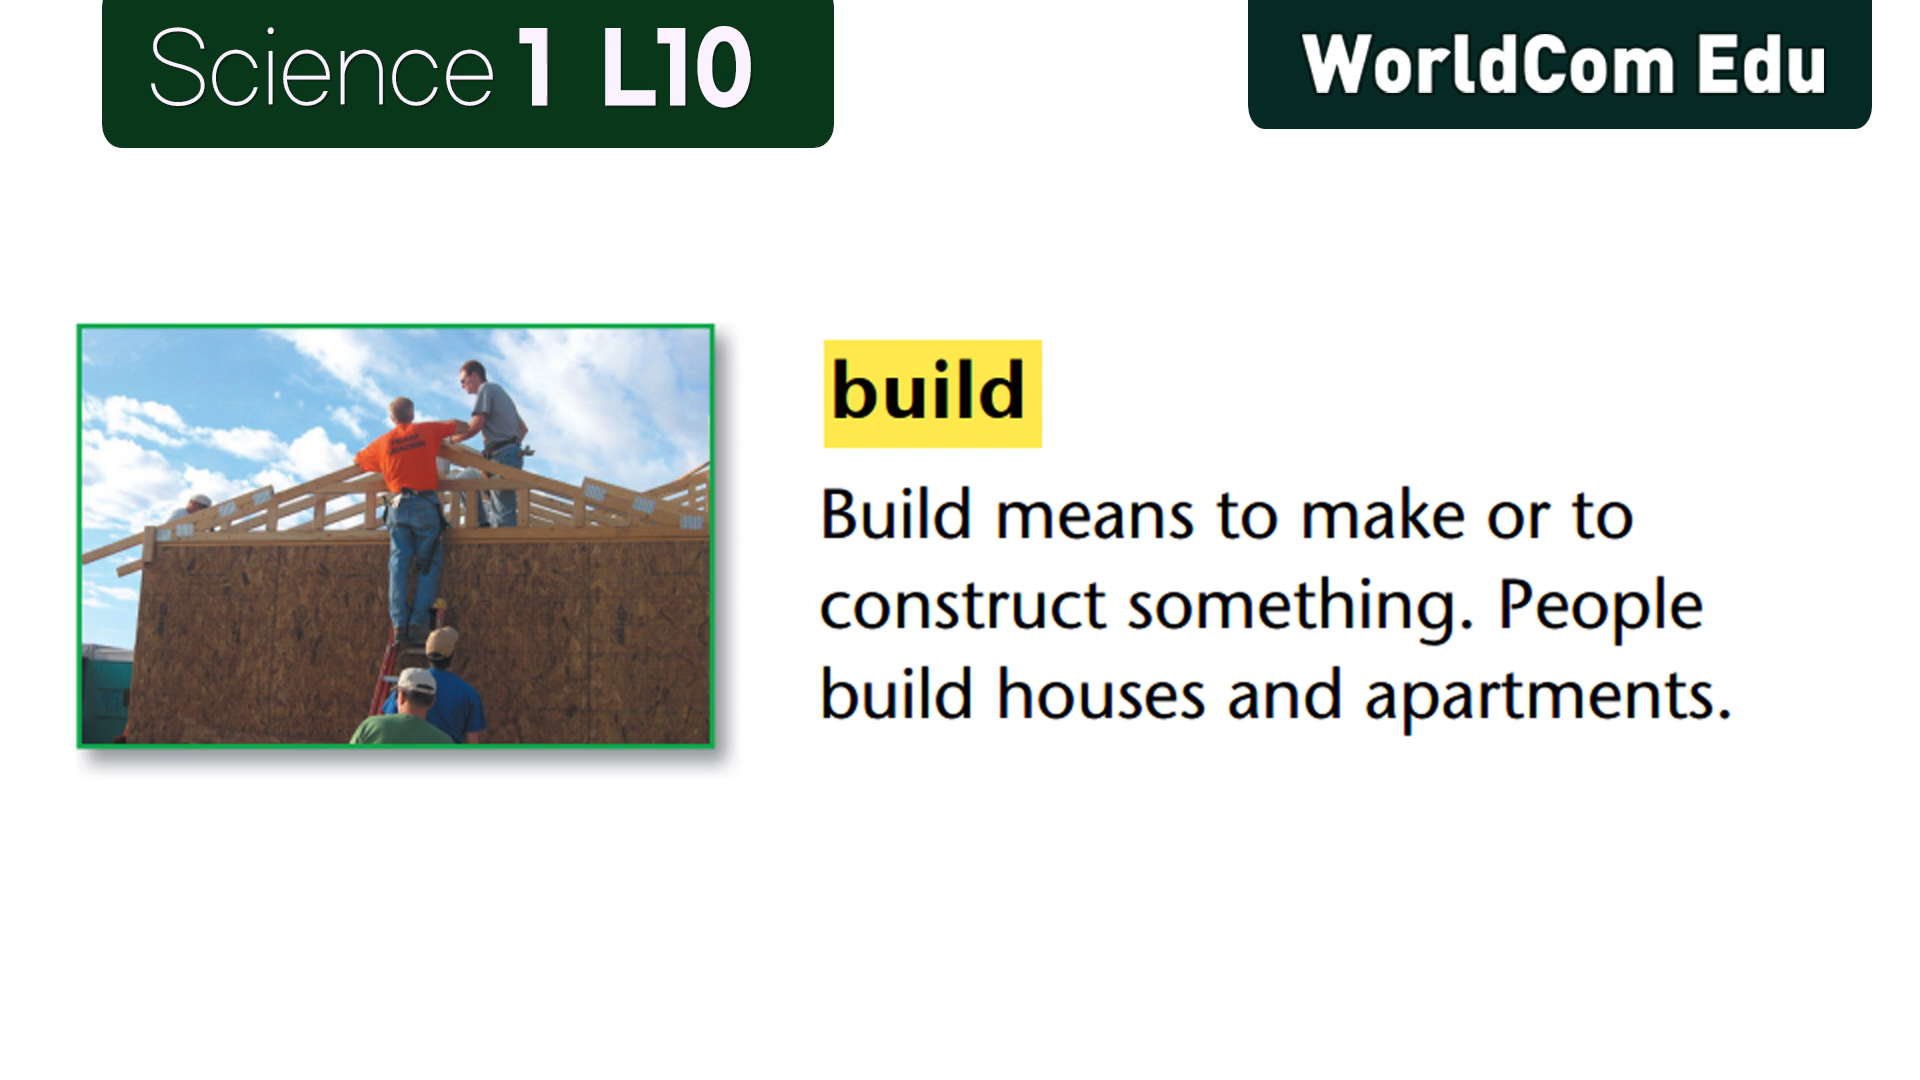 Science 1 L10
WorldCom Edu
build
Build means to make or to
construct something. People
build houses and apartments.